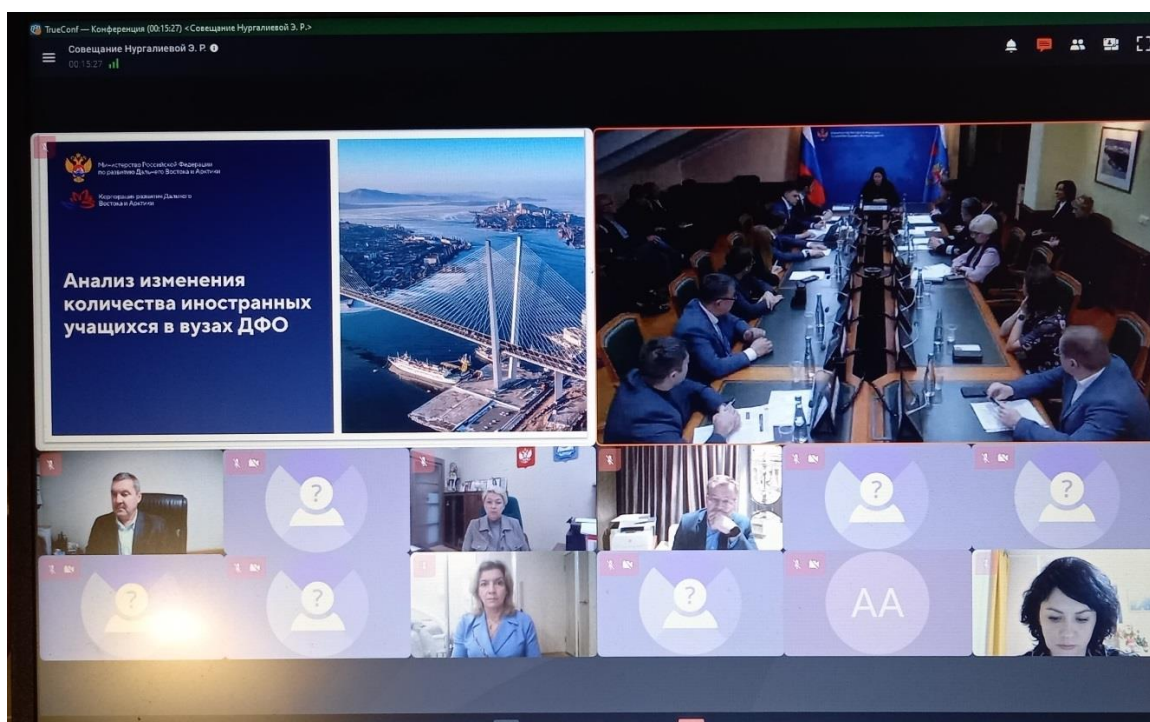 TrueConf — Конференция (00:15:27) <Совещание Нургалиевой Э. Р.>
Совещание Нургалиевой Э. Р.
00:15:27
Министерство Российской Федерации
по развитию Дальнего Востока и Арктики
Корпорация развития Дальнего
Востока и Арктики
Анализ изменения
количества иностранных
учащихся в вузах ДФО
?
?
?
?
?
?
AA